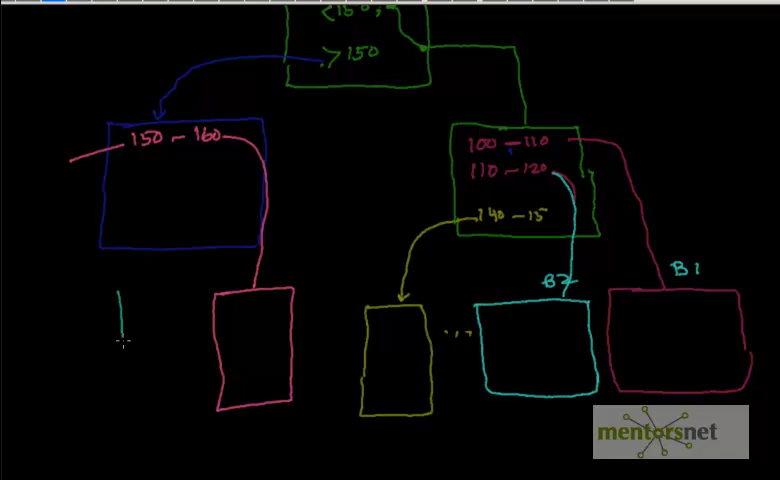 >150
150 - 160
100 - 110
110 - 120
140 - 15
B2
B1
...
mentorsnet